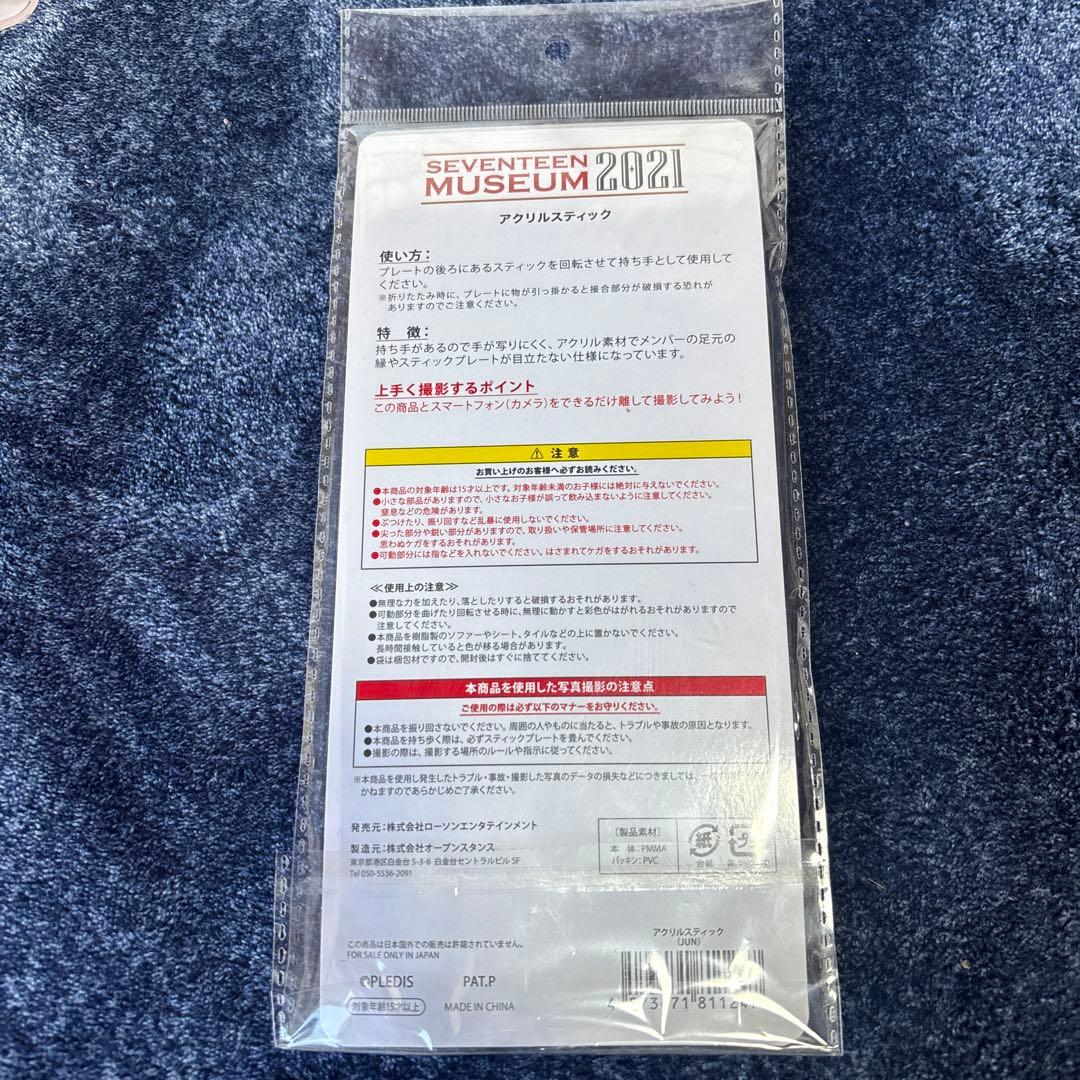 SEVENTEEN
MUSEUM 2021
アクリルスティック
使い方：
プレートの後ろにあるスティックを回転させて持ち手として使用して
ください。
※折りたたみ時に、プレートに物が引っ掛かると接合部分が破損する恐れが
ありますのでご注意ください。
特 徴：
持ち手があるので手が写りにくく、アクリル素材でメンバーの足元の
縁やスティックプレートが目立たない仕様になっています。
上手く撮影するポイント
この商品とスマートフォン(カメラ)をできるだけ離して撮影してみよう！
⚠ 注意
お買い上げのお客様へ必ずお読みください。
●本商品の対象年齢は15才以上です。対象年齢未満のお子様には絶対に与えないでください。
●小さな部品がありますので、小さなお子様が誤って飲み込まないように注意してください。
窒息などの危険があります。
●ぶつけたり、振り回すなど乱暴に使用しないでください。
●尖った部分や鋭い部分がありますので、取り扱いや保管場所に注意してください。
思わぬケガをするおそれがあります。
●可動部分には指などを入れないでください。はさまれてケガをするおそれがあります。
≪使用上の注意≫
●無理な力を加えたり、落としたりすると破損するおそれがあります。
●可動部分を曲げたり回転させる時に、無理に動かすと彩色がはがれるおそれがありますので
注意してください。
●本商品を樹脂製のソファーやシート、タイルなどの上に置かないでください。
長時間接触していると色が移る場合があります。
●袋は梱包材ですので、開封後はすぐに捨ててください。
本商品を使用した写真撮影の注意点
ご使用の際は必ず以下のマナーをお守りください。
●本商品を振り回さないでください。周囲の人やものに当たると、トラブルや事故の原因となります。
●本商品を持ち歩く際は、必ずスティックプレートを畳んでください。
●撮影の際は、撮影する場所のルールや指示に従ってください。
※本商品を使用し発生したトラブル・事故・撮影した写真のデータの損失などにつきましては、
かねますのであらかじめご了承ください。
発売元：株式会社ローソンエンタテインメント
製造元：株式会社オープンスタンス
東京都港区白金台 5-3-6 白金台セントラルビル 5F
Tel 050-5536-2091
〔製品素材〕
本 体：PMMA
パッキン：PVC
紙
台紙
この商品は日本国外での販売は許諾されていません。
FOR SALE ONLY IN JAPAN
©PLEDIS PAT.P
対象年齢15才以上 MADE IN CHINA
アクリルスティック
(JUN)